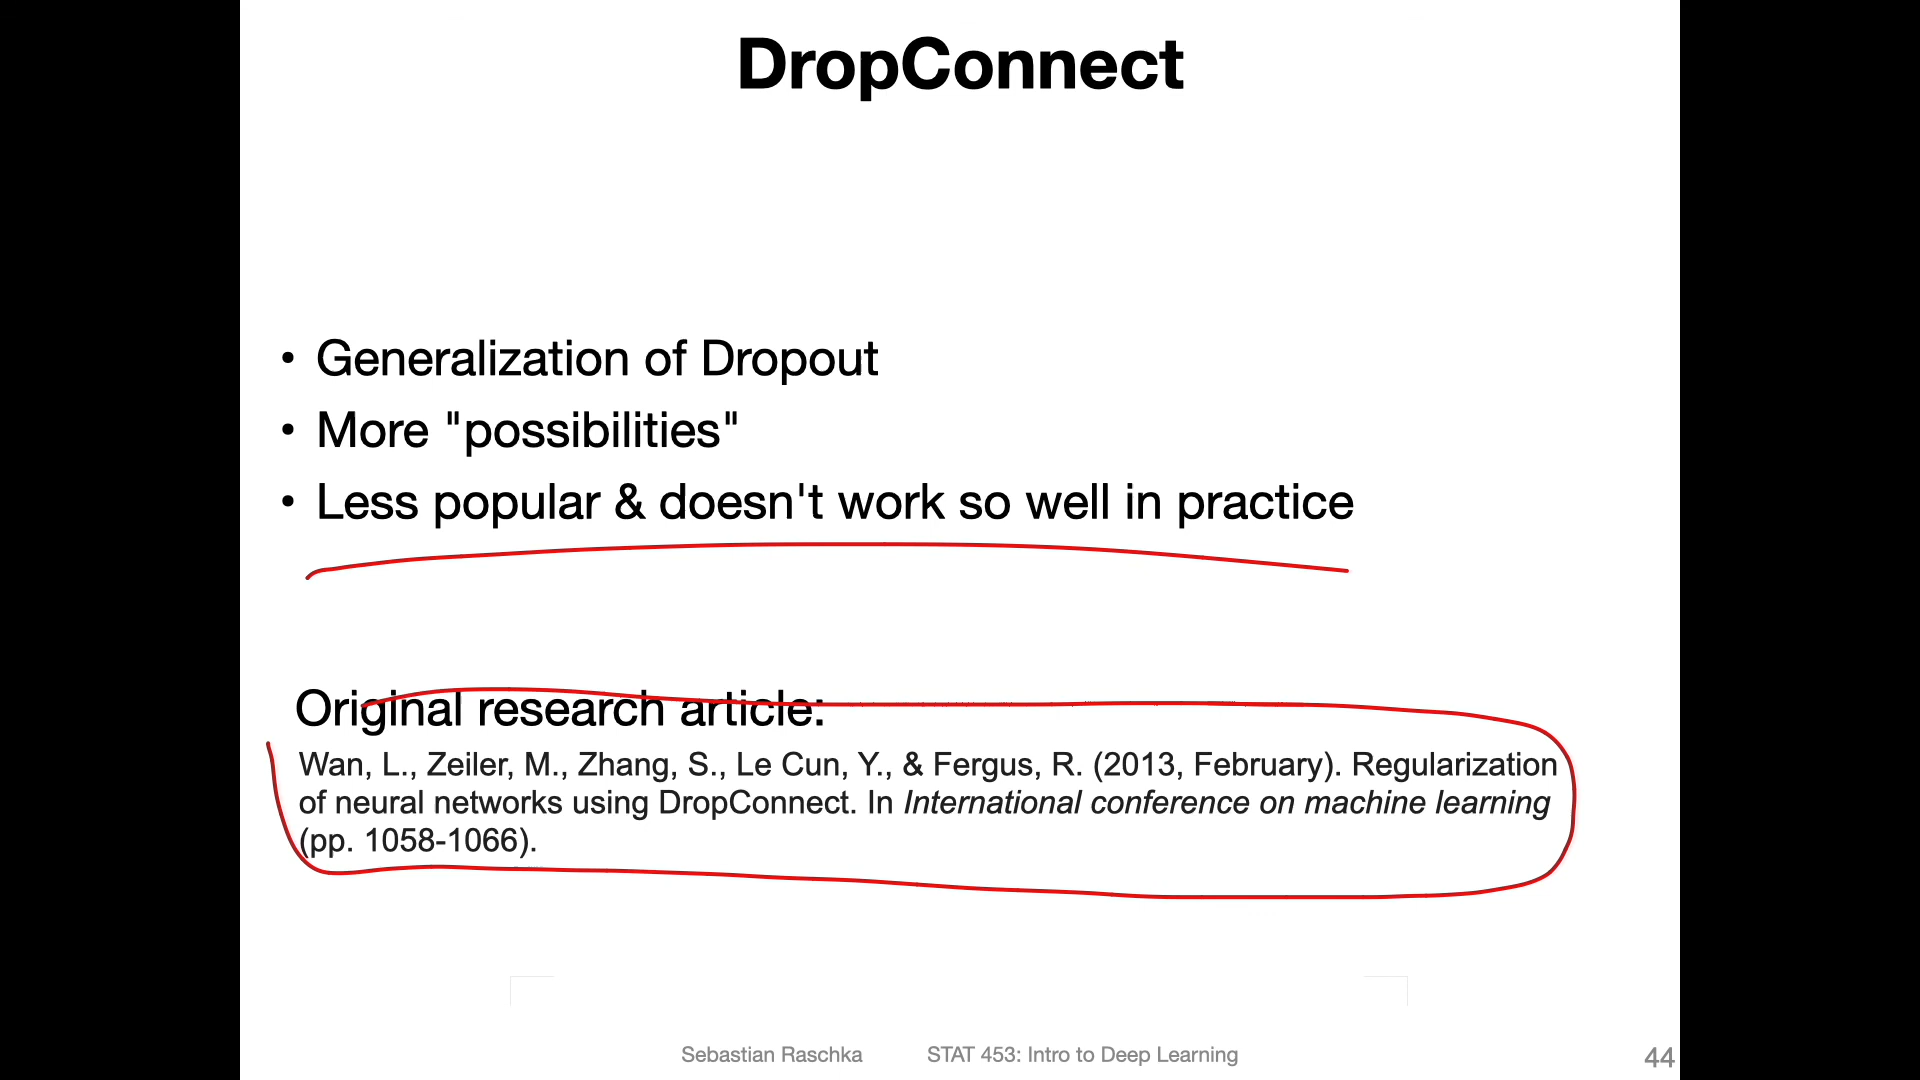 DropConnect
• Generalization of Dropout
• More "possibilities"
• Less popular & doesn't work so well in practice
Original research article:
Wan, L., Zeiler, M., Zhang, S., Le Cun, Y., & Fergus, R. (2013, February). Regularization
of neural networks using DropConnect. In International conference on machine learning
(pp. 1058-1066).
Sebastian Raschka STAT 453: Intro to Deep Learning 44